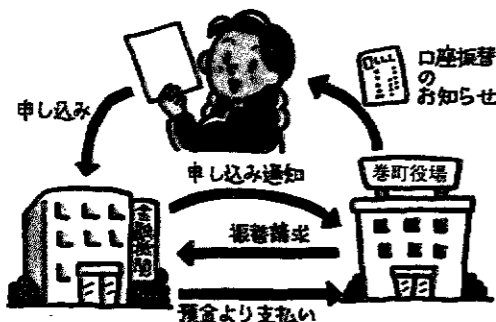 口座振替
の
お知らせ
申し込み
申し込み通知
巻町役場
金融機関
振替請求
預金より支払い